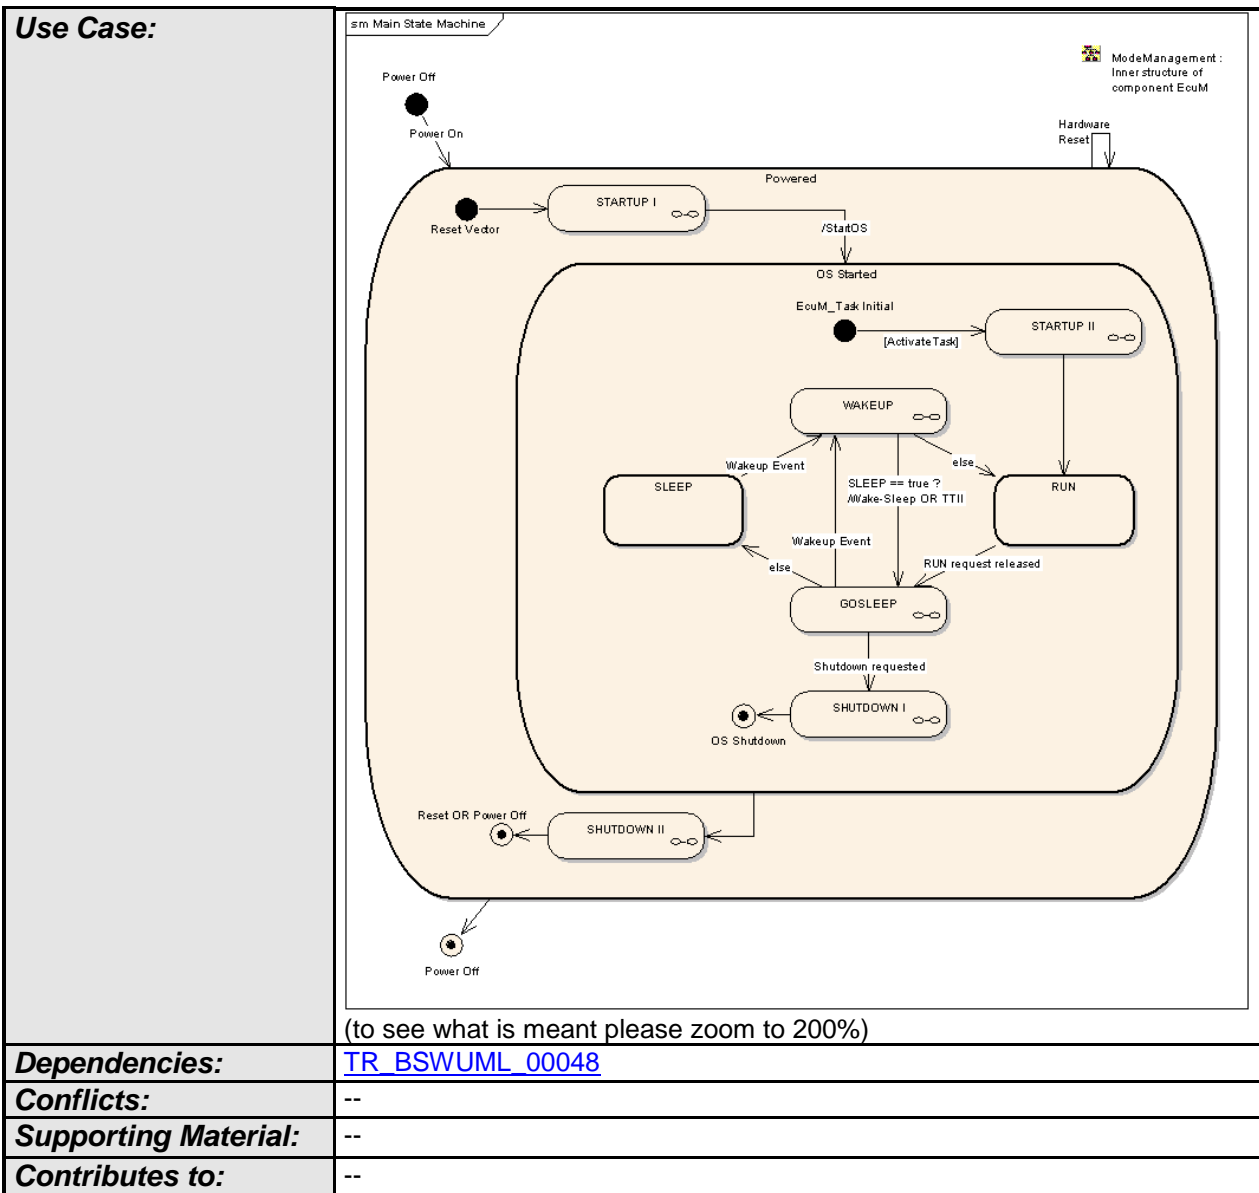 Use Case:
sm Main State Machine
ModeManagement :
Inner structure of
component EcuM
Power Off
Power On
Hardware
Reset
Powered
STARTUP I
Reset Vector
/StartOS
OS Started
EcuM_Task Initial
STARTUP II
[ActivateTask]
WAKEUP
Wakeup Event
else
SLEEP
SLEEP == true ?
/Wake-Sleep OR TTII
RUN
Wakeup Event
else
RUN request released
GOSLEEP
Shutdown requested
SHUTDOWN I
OS Shutdown
Reset OR Power Off
SHUTDOWN II
Power Off
(to see what is meant please zoom to 200%)
Dependencies:
TR_BSWUML_00048
Conflicts:
--
Supporting Material:
--
Contributes to:
--